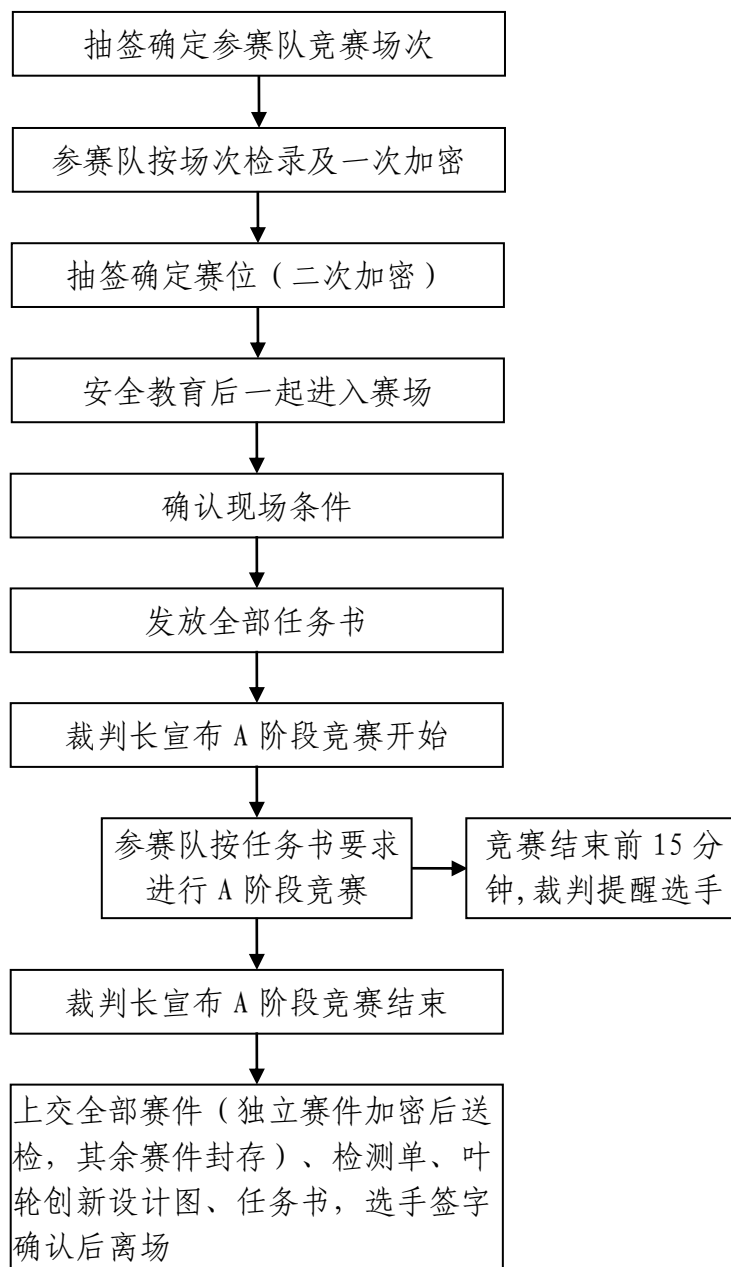 抽签确定参赛队竞赛场次
参赛队按场次检录及一次加密
抽签确定赛位（二次加密）
安全教育后一起进入赛场
确认现场条件
发放全部任务书
裁判长宣布 A 阶段竞赛开始
参赛队按任务书要求
进行 A 阶段竞赛
竞赛结束前 15 分
钟,裁判提醒选手
裁判长宣布 A 阶段竞赛结束
上交全部赛件（独立赛件加密后送
检，其余赛件封存）、检测单、叶
轮创新设计图、任务书，选手签字
确认后离场